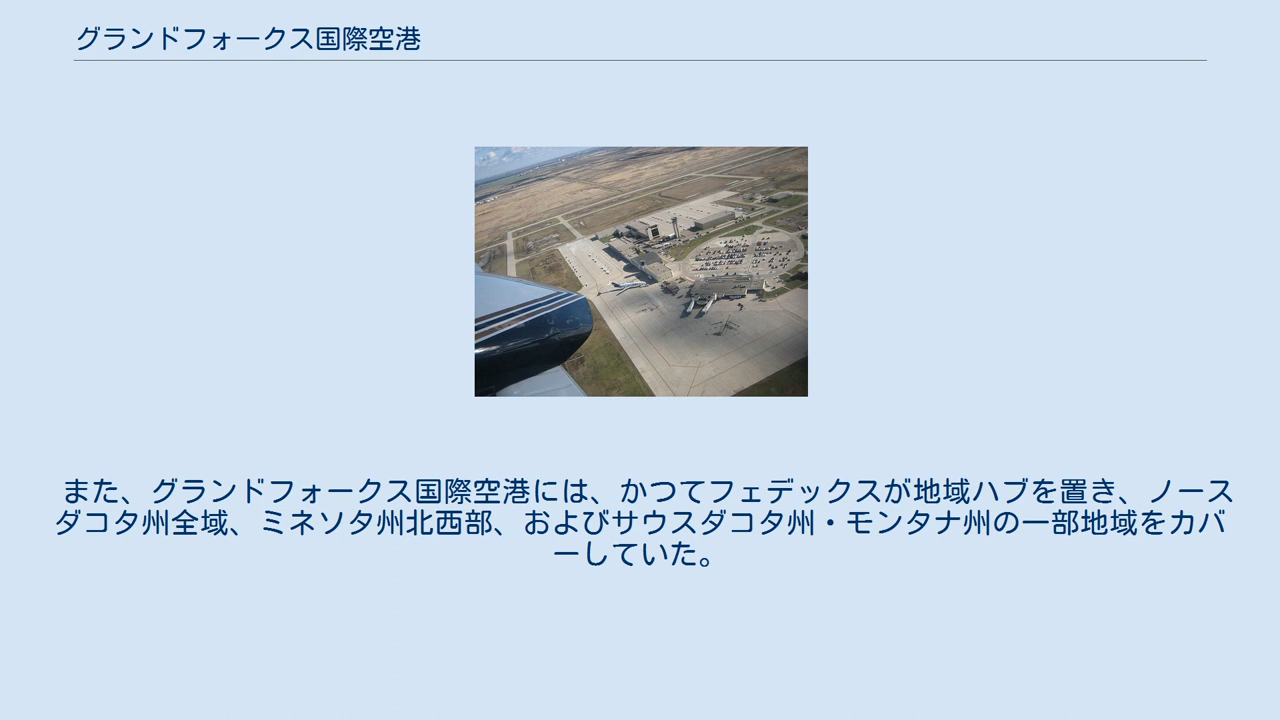 グランドフォークス国際空港
また、グランドフォークス国際空港には、かつてフェデックスが地域ハブを置き、ノース
ダコタ州全域、ミネソタ州北西部、およびサウスダコタ州・モンタナ州の一部地域をカバ
ーしていた。